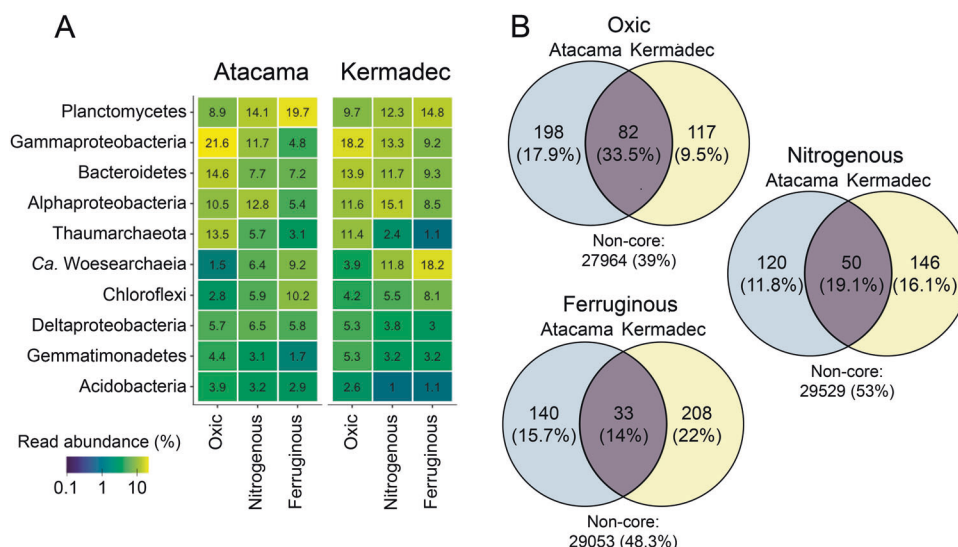 A
Atacama Kermadec
Planctomycetes 8.9 14.1 19.7 9.7 12.3 14.8
Gammaproteobacteria 21.6 11.7 4.8 18.2 13.3 9.2
Bacteroidetes 14.6 7.7 7.2 13.9 11.7 9.3
Alphaproteobacteria 10.5 12.8 5.4 11.6 15.1 8.5
Thaumarchaeota 13.5 5.7 3.1 11.4 2.4 1.1
Ca. Woesearchaeia 1.5 6.4 9.2 3.9 11.8 18.2
Chloroflexi 2.8 5.9 10.2 4.2 5.5 8.1
Deltaproteobacteria 5.7 6.5 5.8 5.3 3.8 3
Gemmatimonadetes 4.4 3.1 1.7 5.3 3.2 3.2
Acidobacteria 3.9 3.2 2.9 2.6 1 1.1
Oxic Nitrogenous Ferruginous Oxic Nitrogenous Ferruginous
Read abundance (%)
0.1 1 10
B
Oxic
Atacama Kermadec
198 82 117
(17.9%) (33.5%) (9.5%)
Non-core:
27964 (39%)
Nitrogenous
Atacama Kermadec
120 50 146
(11.8%) (19.1%) (16.1%)
Non-core:
29529 (53%)
Ferruginous
Atacama Kermadec
140 33 208
(15.7%) (14%) (22%)
Non-core:
29053 (48.3%)